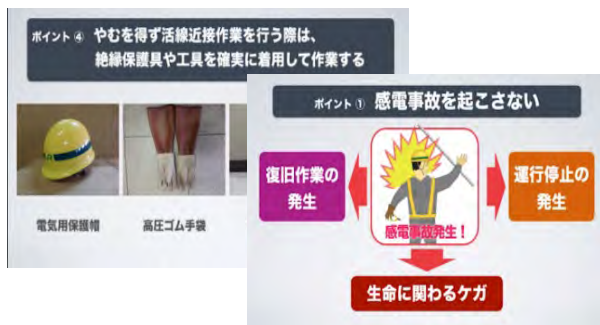 ポイント ④ やむを得ず活線近接作業を行う際は、
絶縁保護具や工具を確実に着用して作業する
電気用保護帽
高圧ゴム手袋
ポイント ① 感電事故を起こさない
復旧作業の
発生
感電事故発生！
運行停止の
発生
生命に関わるケガ